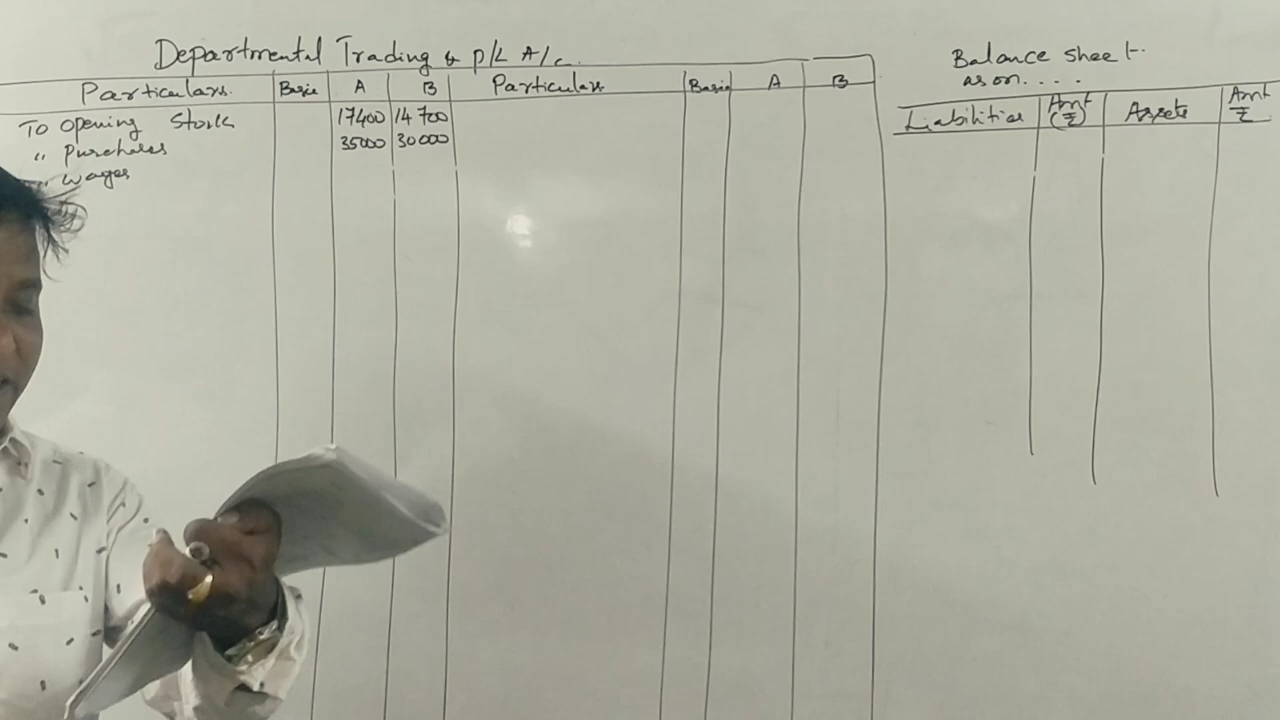 Departmental Trading & P/L A/c.
Particulars. Basis A B Particulars Basis A B
To Opening Stock 17400 14700
" Purchases 35000 30000
" Wages
Balance Sheet.
as on....
Liabilities Amt (₹) Assets Amt ₹